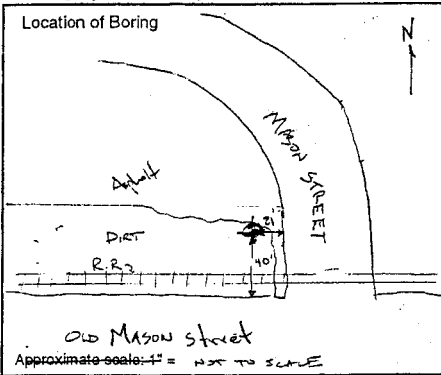 Location of Boring
N
MASON STREET
Asphalt
21'
DIRT
40'
R.R.
OLD MASON street
Approximate scale: 1" = NOT TO SCALE